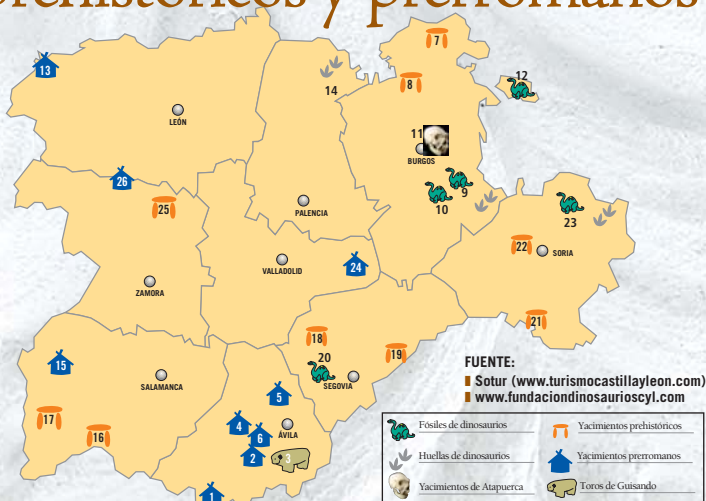 prehistóricos y prerromanos
7
13
8
12
14
LEÓN
11
BURGOS
26
9
10
25
PALENCIA
23
22
SORIA
VALLADOLID
24
ZAMORA
21
18
19
20
15
SALAMANCA
SEGOVIA
5
17
16
4
6
ÁVILA
2
3
1
FUENTE:
Sotur (www.turismocastillayleon.com)
www.fundaciondinosaurioscyl.com
Fósiles de dinosaurios
Yacimientos prehistóricos
Huellas de dinosaurios
Yacimientos prerromanos
Yacimientos de Atapuerca
Toros de Guisando